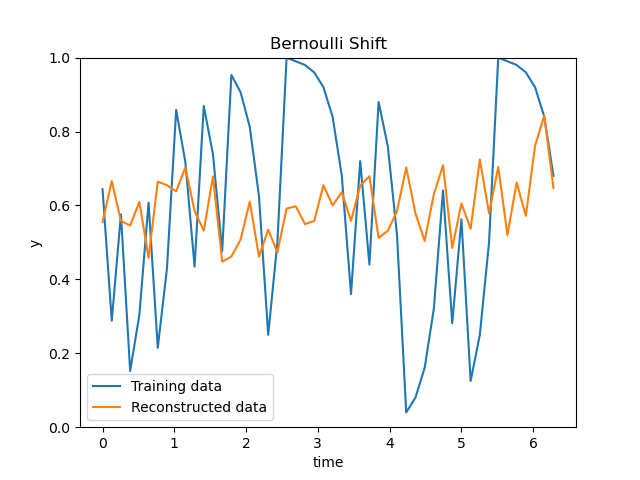 Bernoulli Shift
1.0
0.8
0.6
0.4
0.2
0.0
y
Training data
Reconstructed data
0 1 2 3 4 5 6
time